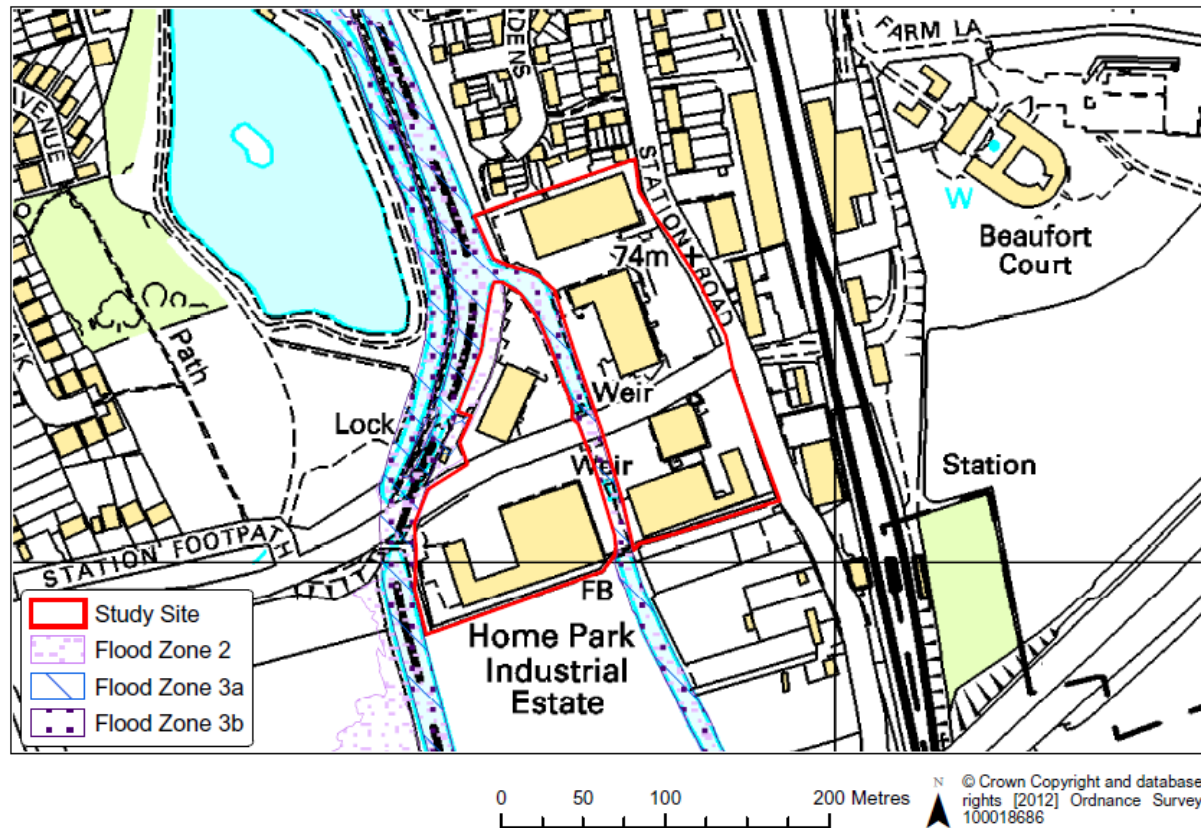 FARM LA
DENS
IVENUE
STATION ROAD
W
Beaufort
Court
74m
Path
NK
Weir
Lock
Weir
Station
STATION FOOTPATH
FB
Home Park
Industrial
Estate
Study Site
Flood Zone 2
Flood Zone 3a
Flood Zone 3b
0 50 100 200 Metres
N
© Crown Copyright and database
rights [2012] Ordnance Survey
100018686